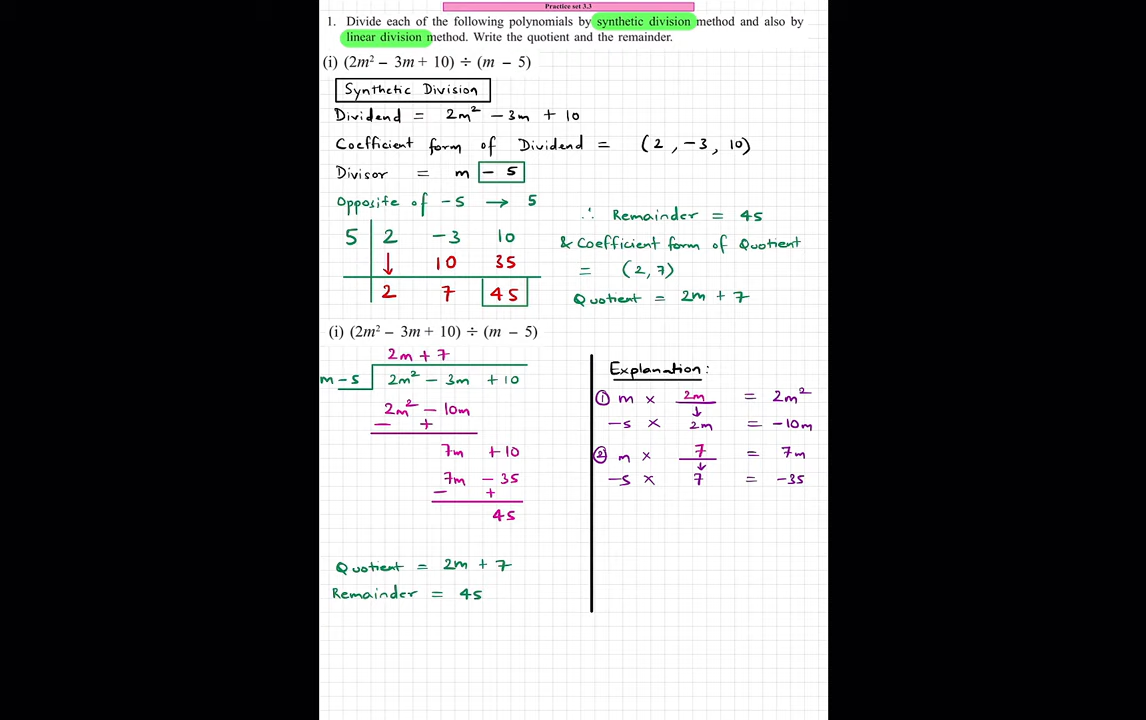 Practice set 3.3
1. Divide each of the following polynomials by synthetic division method and also by
linear division method. Write the quotient and the remainder.
(i) (2m² − 3m + 10) ÷ (m − 5)
Synthetic Division
Dividend = 2m² − 3m + 10
Coefficient form of Dividend = (2, −3, 10)
Divisor = m − 5
Opposite of −5 → 5
5 2 −3 10
↓ 10 35
2 7 45
∴ Remainder = 45
& Coefficient form of Quotient
= (2, 7)
Quotient = 2m + 7
(i) (2m² − 3m + 10) ÷ (m − 5)
2m + 7
m − 5 2m² − 3m + 10
2m² − 10m
− +
7m + 10
7m − 35
− +
45
Quotient = 2m + 7
Remainder = 45
Explanation :
① m × 2m = 2m²
↓
−5 × 2m = −10m
② m × 7 = 7m
↓
−5 × 7 = −35